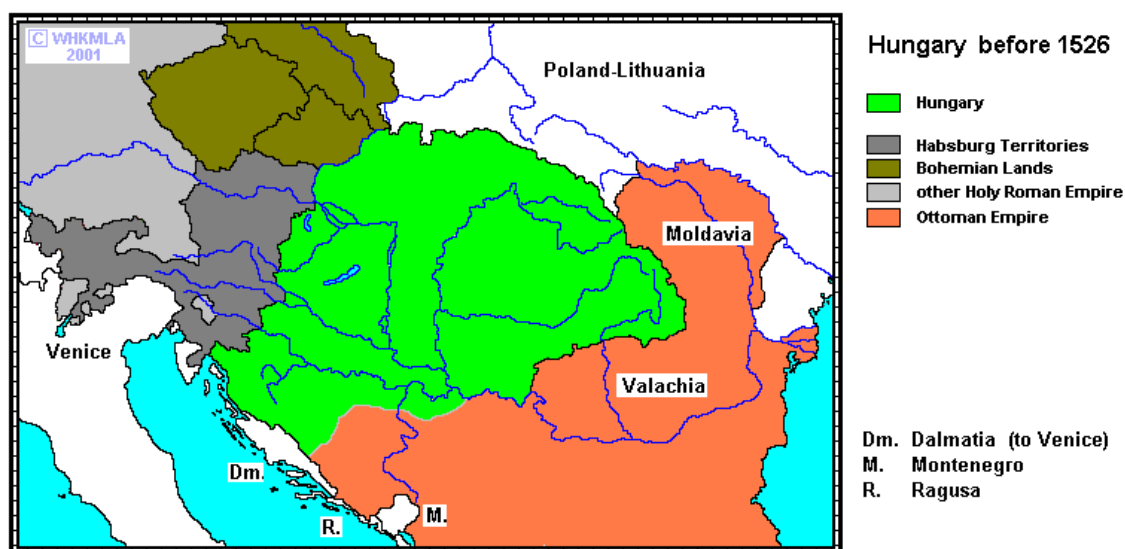 © WHKMLA
2001
Poland-Lithuania
Moldavia
Venice
Valachia
Dm.
R.
M.
Hungary before 1526
Hungary
Habsburg Territories
Bohemian Lands
other Holy Roman Empire
Ottoman Empire
Dm. Dalmatia (to Venice)
M. Montenegro
R. Ragusa